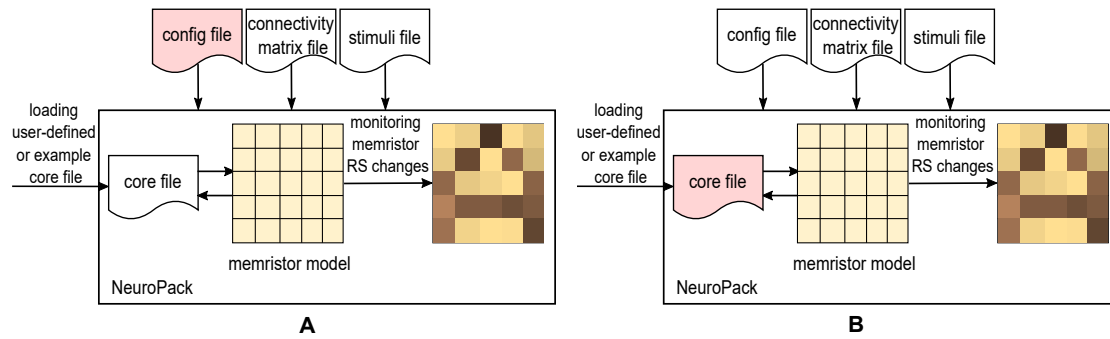 config file
connectivity
matrix file
stimuli file
loading
user-defined
or example
core file
core file
monitoring
memristor
RS changes
memristor model
NeuroPack
A
config file
connectivity
matrix file
stimuli file
loading
user-defined
or example
core file
core file
monitoring
memristor
RS changes
memristor model
NeuroPack
B